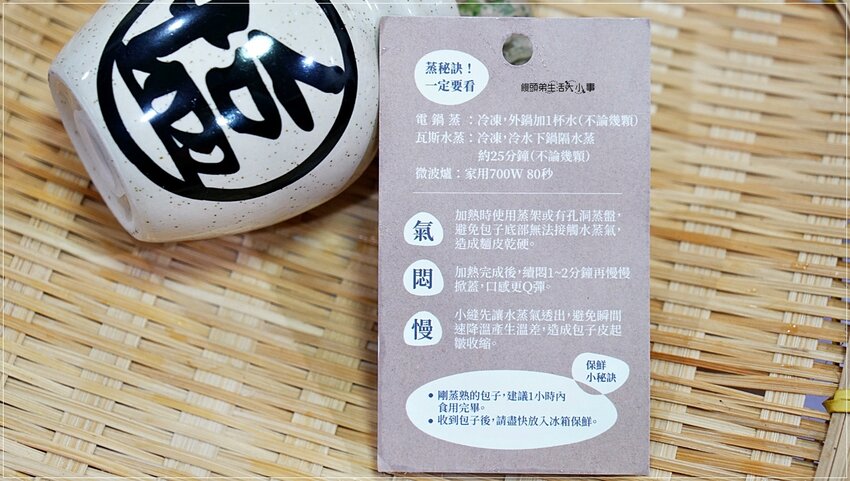 蒸秘訣！
一定要看
饅頭弟生活大小事
電鍋蒸：冷凍，外鍋加1杯水(不論幾顆)
瓦斯水蒸：冷凍，冷水下鍋隔水蒸
約25分鐘(不論幾顆)
微波爐：家用700W 80秒
氣
加熱時使用蒸架或有孔洞蒸盤，
避免包子底部無法接觸水蒸氣，
造成麵皮乾硬。
悶
加熱完成後，續悶1~2分鐘再慢慢
掀蓋，口感更Q彈。
慢
小縫先讓水蒸氣透出，避免瞬間
速降溫產生溫差，造成包子皮起
皺收縮。
保鮮
小秘訣
• 剛蒸熟的包子，建議1小時內
食用完畢。
• 收到包子後，請盡快放入冰箱保鮮。